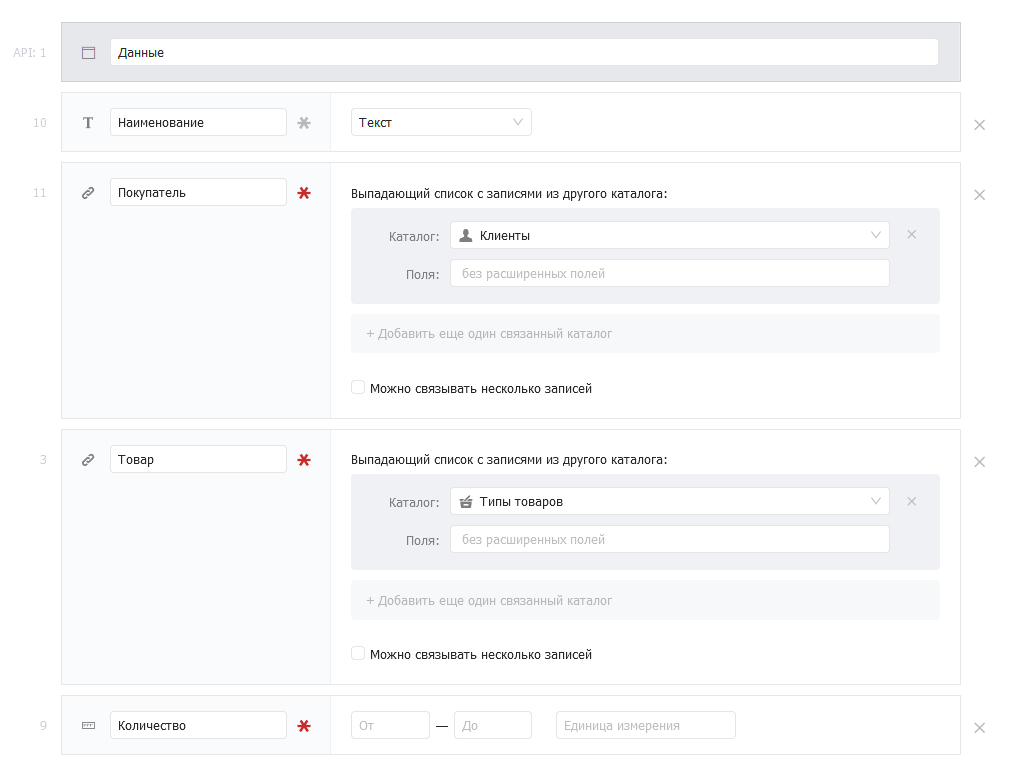 API: 1
Данные
10
Наименование
Текст
11
Покупатель
Выпадающий список с записями из другого каталога:
Каталог: Клиенты
Поля: без расширенных полей
+ Добавить еще один связанный каталог
Можно связывать несколько записей
3
Товар
Выпадающий список с записями из другого каталога:
Каталог: Типы товаров
Поля: без расширенных полей
+ Добавить еще один связанный каталог
Можно связывать несколько записей
9
Количество
От — До Единица измерения